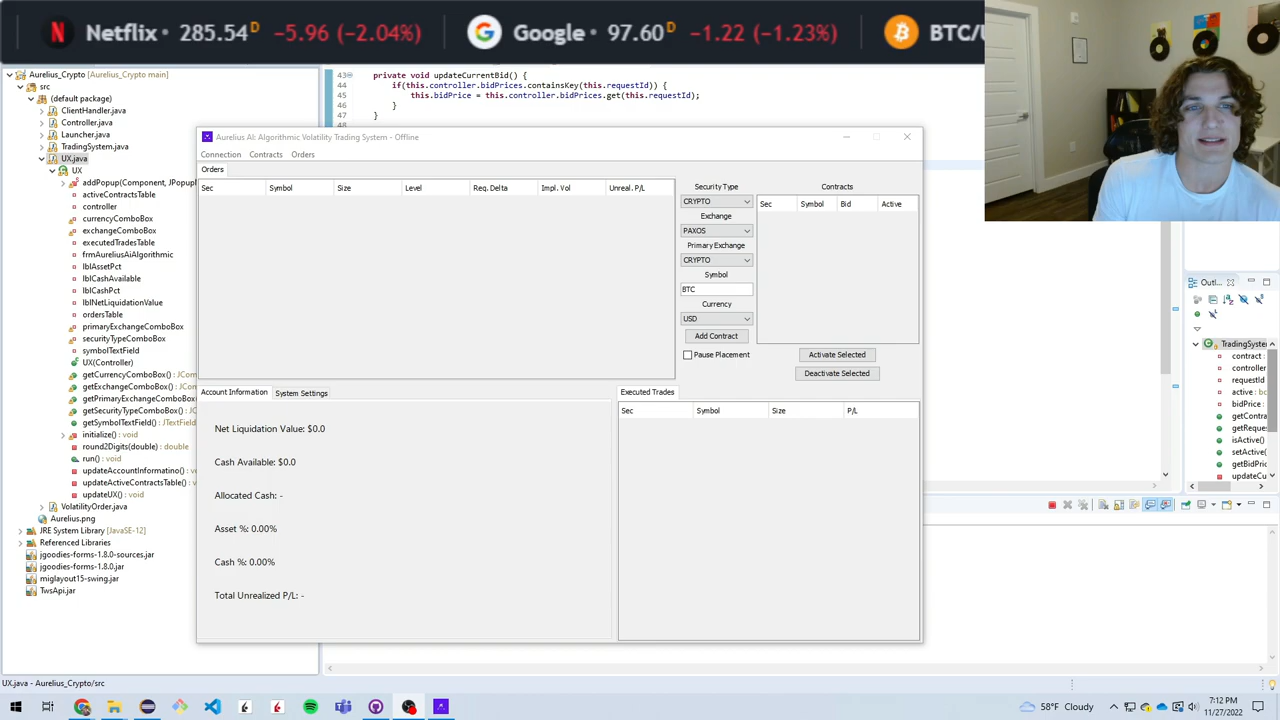 Netflix • 285.54 D −5.96 (−2.04%)
Google • 97.60 D −1.22 (−1.23%)
BTC/U
Aurelius_Crypto [Aurelius_Crypto main]
src
(default package)
ClientHandler.java
Controller.java
Launcher.java
TradingSystem.java
UX.java
UX
addPopup(Component, JPopupl
activeContractsTable
controller
currencyComboBox
exchangeComboBox
executedTradesTable
frmAureliusAiAlgorithmic
lblAssetPct
lblCashAvailable
lblCashPct
lblNetLiquidationValue
ordersTable
primaryExchangeComboBox
securityTypeComboBox
symbolTextField
UX(Controller)
getCurrencyComboBox() : JCom
getExchangeComboBox() : JCom
getPrimaryExchangeComboBox(
getSecurityTypeComboBox() : JC
getSymbolTextField() : JTextField
initialize() : void
round2Digits(double) : double
run() : void
updateAccountInformatino() : v
updateActiveContractsTable() :
updateUX() : void
VolatilityOrder.java
Aurelius.png
JRE System Library [JavaSE-12]
Referenced Libraries
jgoodies-forms-1.8.0-sources.jar
jgoodies-forms-1.8.0.jar
miglayout15-swing.jar
TwsApi.jar
43 private void updateCurrentBid() {
44 if(this.controller.bidPrices.containsKey(this.requestId)) {
45 this.bidPrice = this.controller.bidPrices.get(this.requestId);
46 }
47 }
48
Aurelius AI: Algorithmic Volatility Trading System - Offline
Connection Contracts Orders
Orders
Sec Symbol Size Level Req. Delta Impl. Vol Unreal. P/L
Security Type
CRYPTO
Exchange
PAXOS
Primary Exchange
CRYPTO
Symbol
BTC
Currency
USD
Add Contract
Pause Placement
Contracts
Sec Symbol Bid Active
Activate Selected
Deactivate Selected
Account Information System Settings
Net Liquidation Value: $0.0
Cash Available: $0.0
Allocated Cash: -
Asset %: 0.00%
Cash %: 0.00%
Total Unrealized P/L: -
Executed Trades
Sec Symbol Size P/L
Outl...
TradingSyste
contract :
controller
requestId
active : bo
bidPrice :
getContra
getReque
isActive()
setActive(
getBidPric
updateCu
UX.java - Aurelius_Crypto/src
58°F Cloudy
7:12 PM
11/27/2022